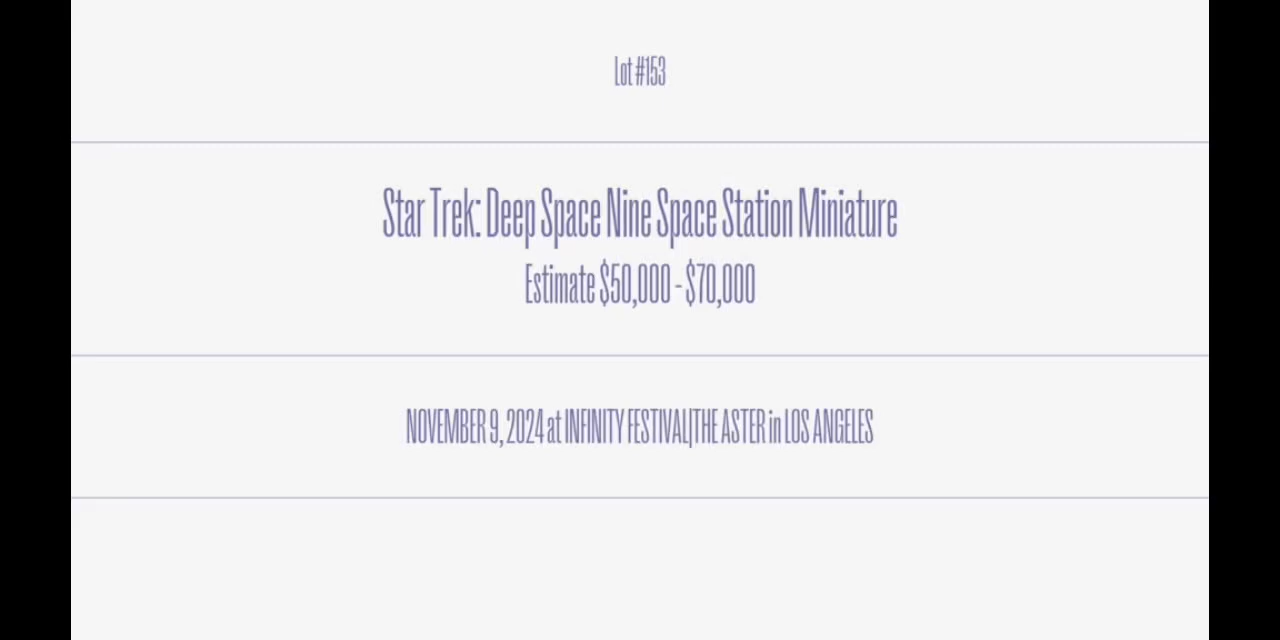 Lot #153
Star Trek: Deep Space Nine Space Station Miniature
Estimate $50,000 - $70,000
NOVEMBER 9, 2024 at INFINITY FESTIVAL|THE ASTER in LOS ANGELES